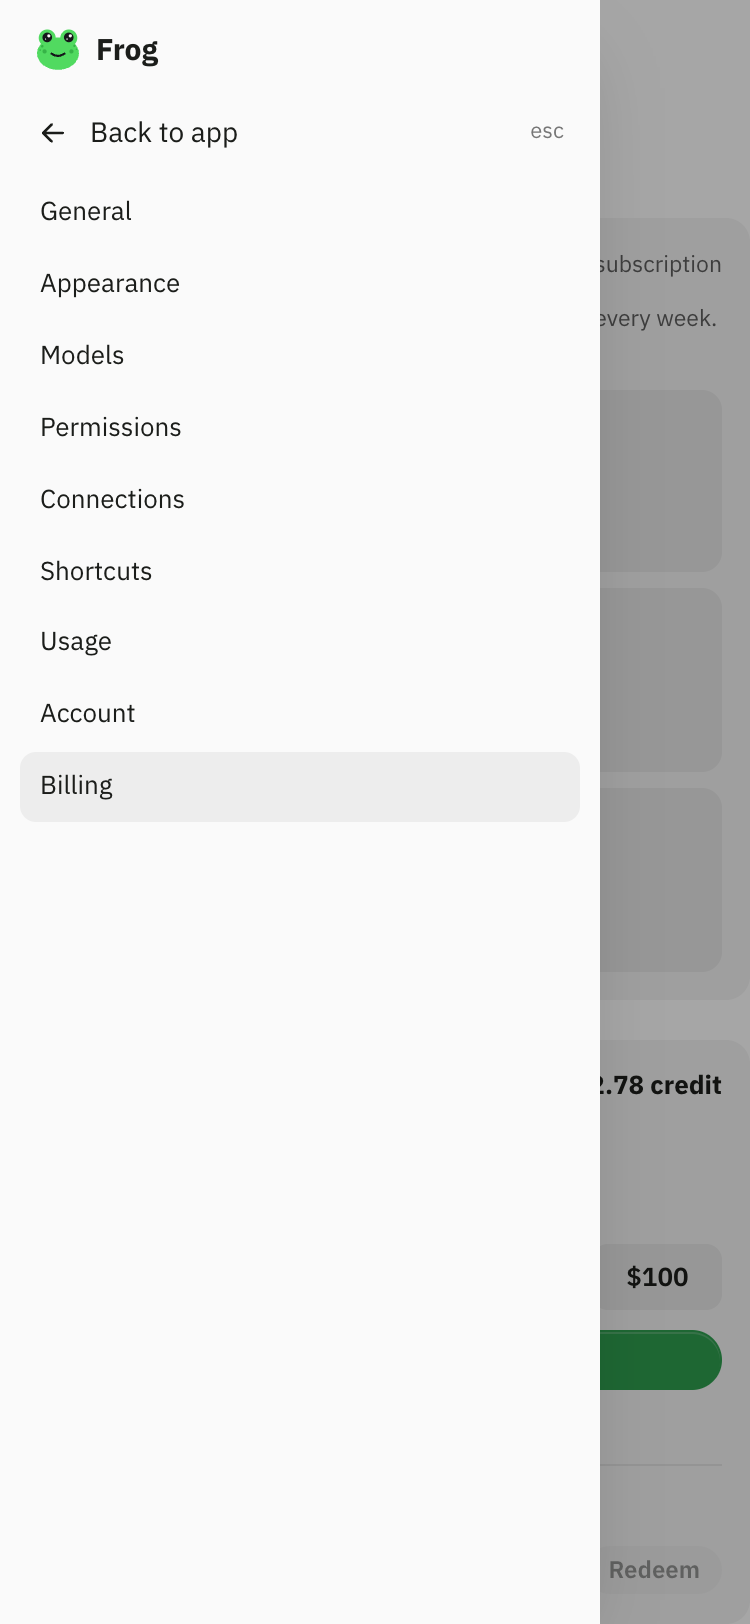 Frog
Back to app
esc
General
Appearance
Models
Permissions
Connections
Shortcuts
Usage
Account
Billing
subscription
every week.
2.78 credit
$100
Redeem